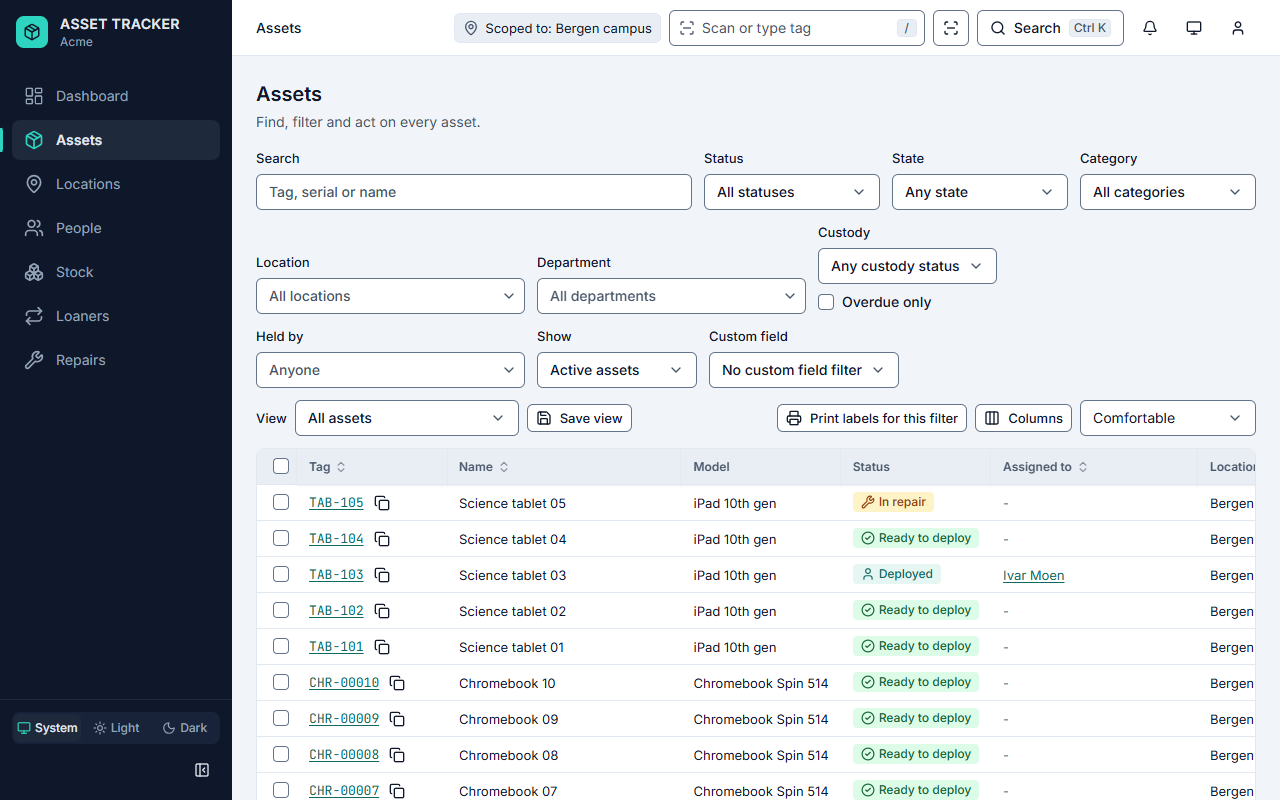 ASSET TRACKER
Acme
Dashboard
Assets
Locations
People
Stock
Loaners
Repairs
System Light Dark
Assets
Scoped to: Bergen campus
Scan or type tag /
Search Ctrl K
Assets
Find, filter and act on every asset.
Search Status State Category
Tag, serial or name All statuses Any state All categories
Location Department Custody
All locations All departments Any custody status
Overdue only
Held by Show Custom field
Anyone Active assets No custom field filter
View All assets Save view Print labels for this filter Columns Comfortable
Tag Name Model Status Assigned to Location
TAB-105 Science tablet 05 iPad 10th gen In repair - Bergen
TAB-104 Science tablet 04 iPad 10th gen Ready to deploy - Bergen
TAB-103 Science tablet 03 iPad 10th gen Deployed Ivar Moen Bergen
TAB-102 Science tablet 02 iPad 10th gen Ready to deploy - Bergen
TAB-101 Science tablet 01 iPad 10th gen Ready to deploy - Bergen
CHR-00010 Chromebook 10 Chromebook Spin 514 Ready to deploy - Bergen
CHR-00009 Chromebook 09 Chromebook Spin 514 Ready to deploy - Bergen
CHR-00008 Chromebook 08 Chromebook Spin 514 Ready to deploy - Bergen
CHR-00007 Chromebook 07 Chromebook Spin 514 Ready to deploy - Bergen